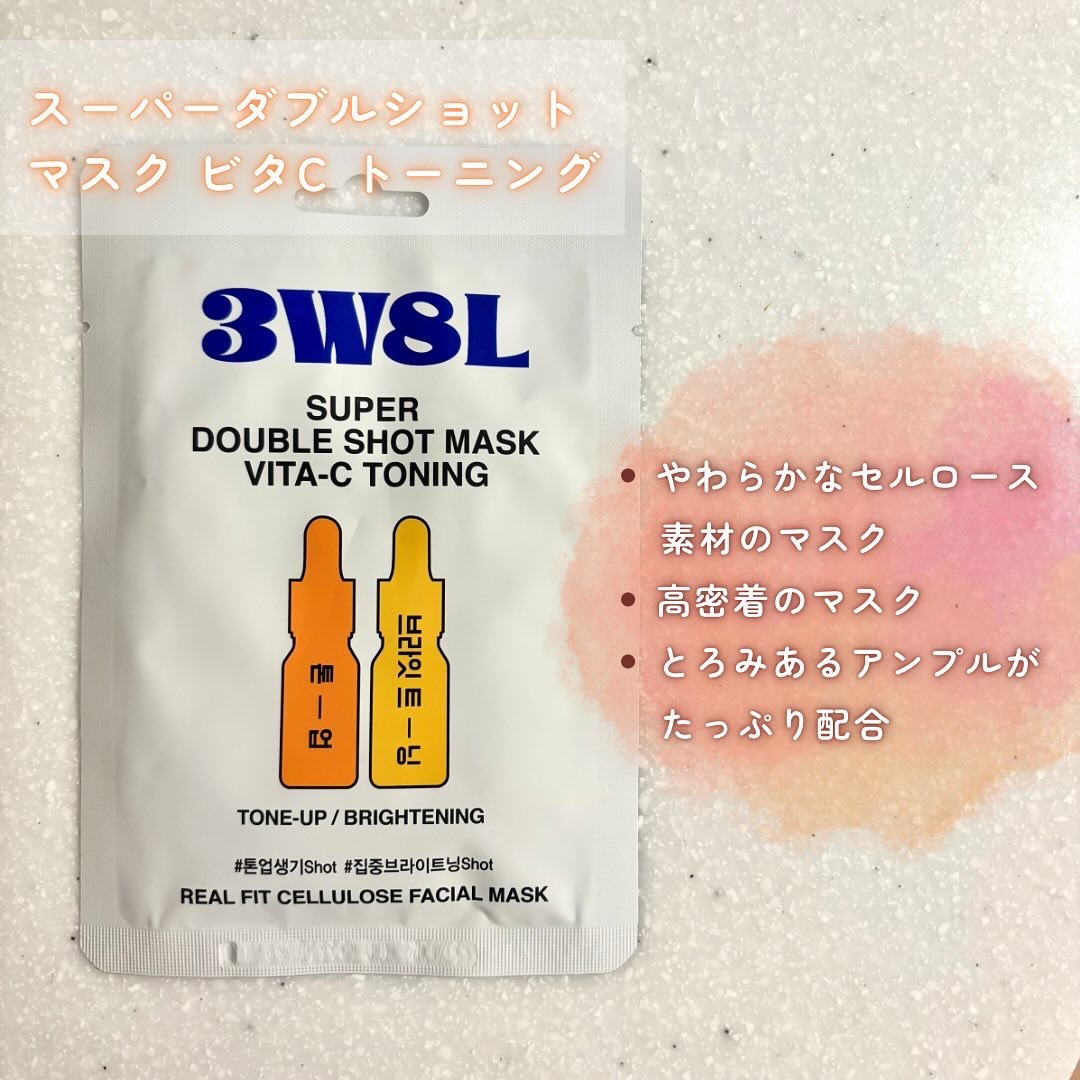 スーパーダブルショット
マスク ビタC トーニング
3W8L
SUPER
DOUBLE SHOT MASK
VITA-C TONING
톤ー업
브라이트ー닝
TONE-UP / BRIGHTENING
#톤업생기Shot #집중브라이트닝Shot
REAL FIT CELLULOSE FACIAL MASK
• やわらかなセルロース
素材のマスク
• 高密着のマスク
• とろみあるアンプルが
たっぷり配合